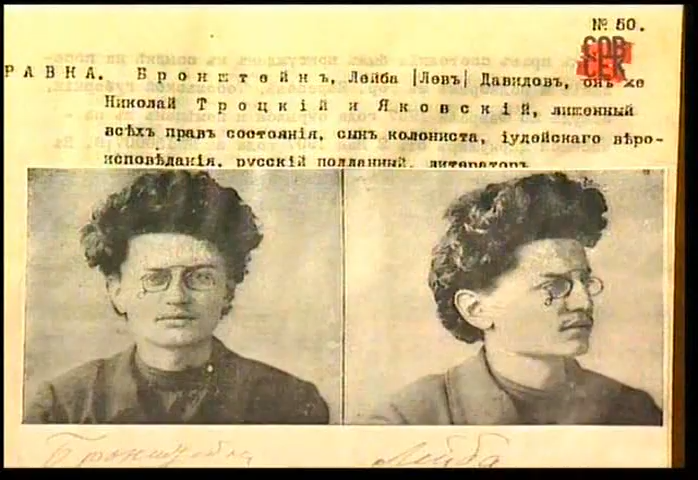 № 50.
СОВ
СЕК
РАВКА. Бронштейнъ, Лейба |Левъ| Давидовъ, онъ же
Николай Троцкій и Яковскій, лишенный
всѣхъ правъ состоянія, сынъ колониста, іудейскаго вѣро-
исповѣданія, русскій подданный, литераторъ
Бронштейнъ Лейба